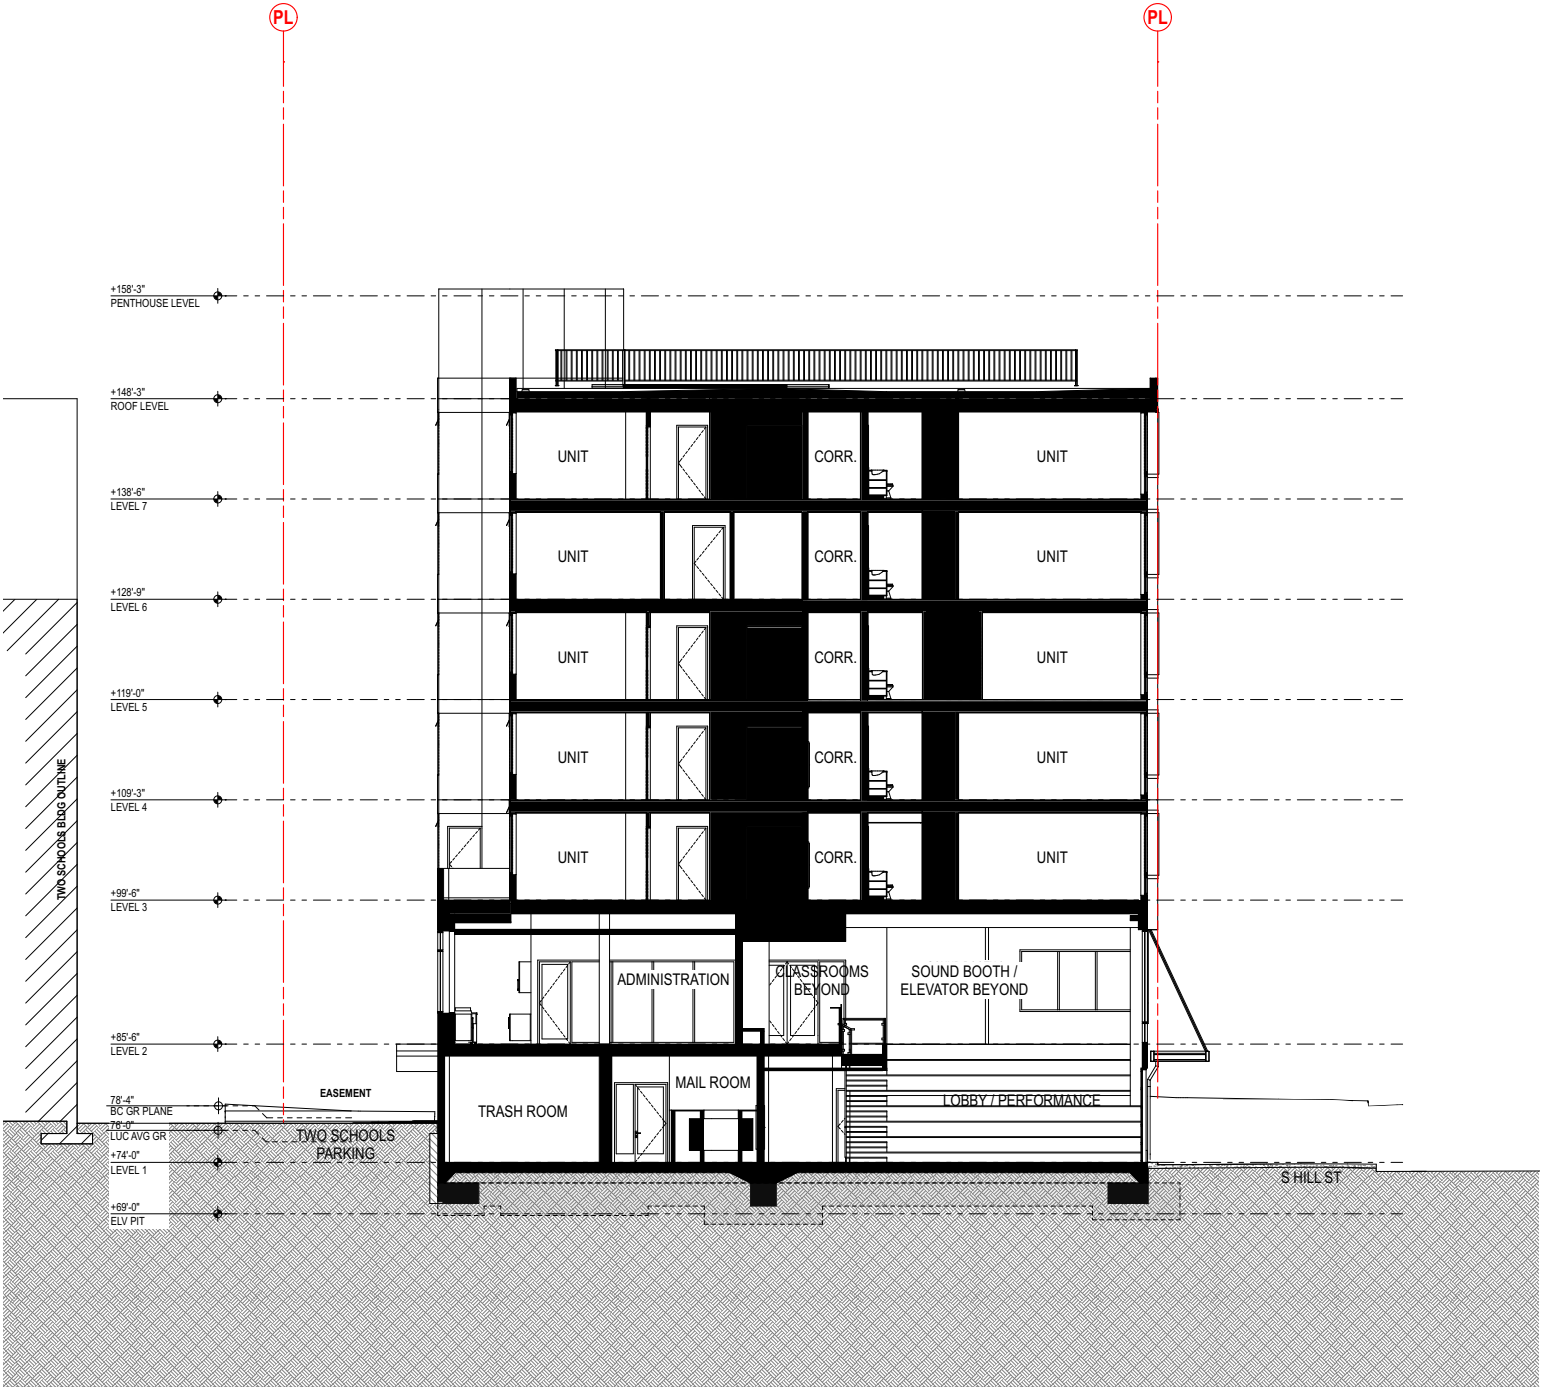 PL
PL
+158'-3"
PENTHOUSE LEVEL
+148'-3"
ROOF LEVEL
UNIT
CORR.
UNIT
+138'-6"
LEVEL 7
UNIT
CORR.
UNIT
+128'-9"
LEVEL 6
UNIT
CORR.
UNIT
+119'-0"
LEVEL 5
UNIT
CORR.
UNIT
+109'-3"
LEVEL 4
UNIT
CORR.
UNIT
TWO SCHOOLS BLDG OUTLINE
+99'-6"
LEVEL 3
ADMINISTRATION
CLASSROOMS
BEYOND
SOUND BOOTH /
ELEVATOR BEYOND
+85'-6"
LEVEL 2
EASEMENT
MAIL ROOM
TRASH ROOM
LOBBY / PERFORMANCE
78'-4"
BC GR PLANE
76'-0"
LUC AVG GR
TWO SCHOOLS
PARKING
+74'-0"
LEVEL 1
S HILL ST
+69'-0"
ELV PIT